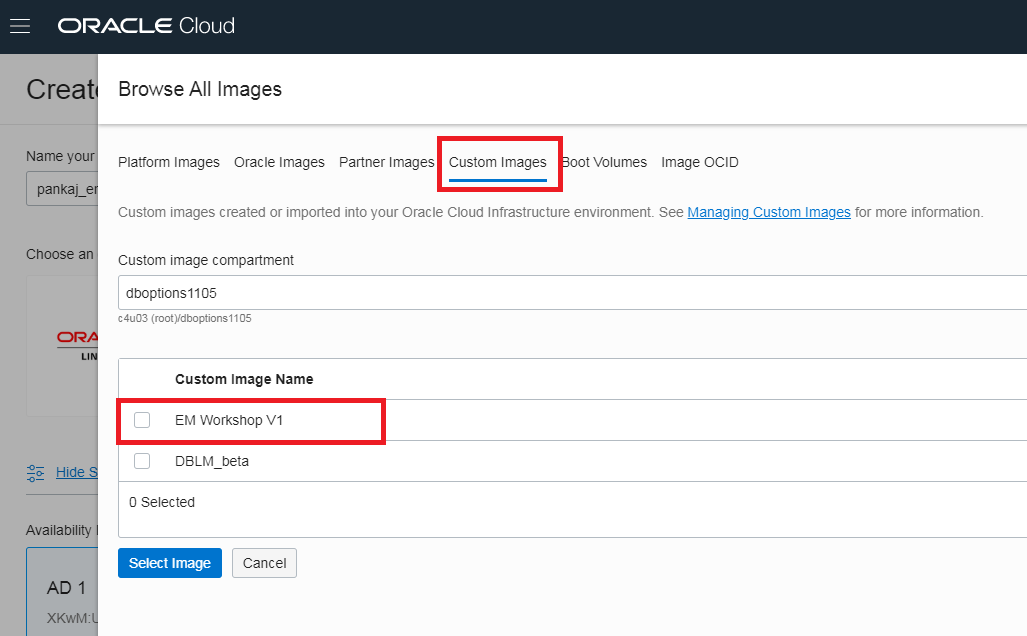 ORACLE Cloud
Create
Browse All Images
Name your
pankaj_em
Platform Images Oracle Images Partner Images Custom Images Boot Volumes Image OCID
Custom images created or imported into your Oracle Cloud Infrastructure environment. See Managing Custom Images for more information.
Choose an
Custom image compartment
dboptions1105
c4u03 (root)/dboptions1105
ORA
LIN
Custom Image Name
EM Workshop V1
DBLM_beta
Hide S
0 Selected
Availability
Select Image Cancel
AD 1
XKwM:U